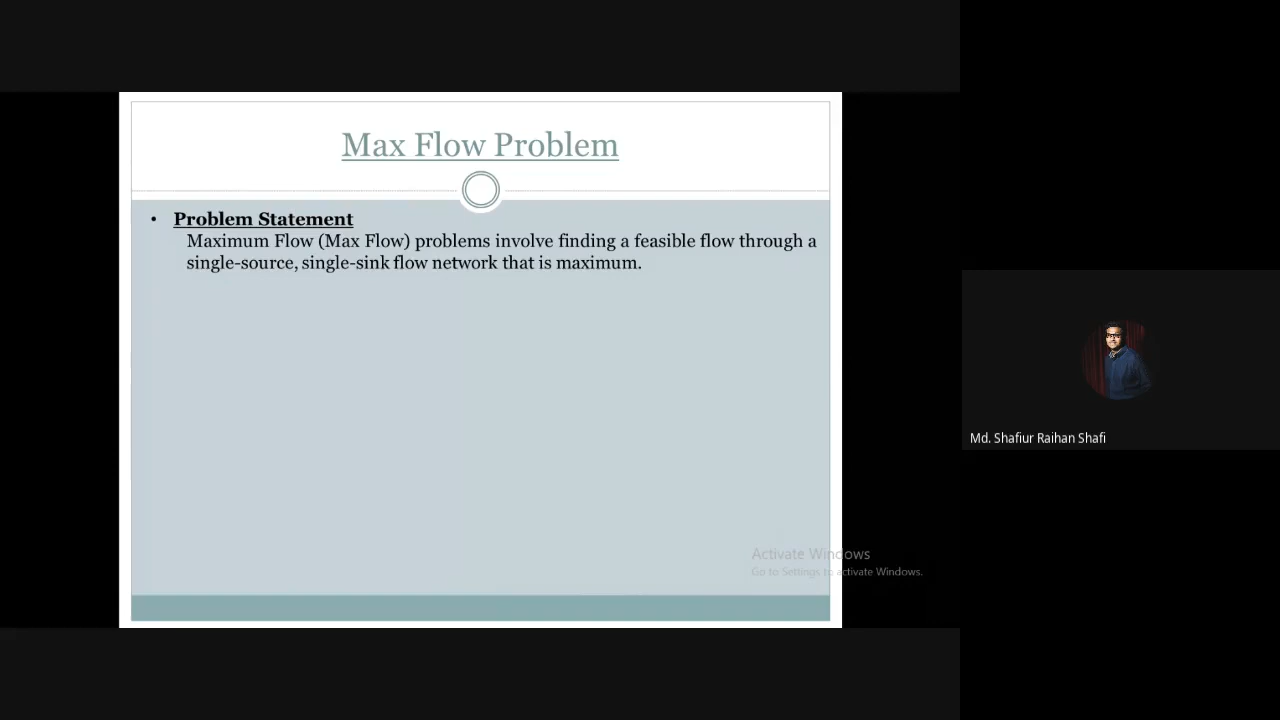 Max Flow Problem
• Problem Statement
Maximum Flow (Max Flow) problems involve finding a feasible flow through a
single-source, single-sink flow network that is maximum.
Activate Windows
Go to Settings to activate Windows.
Md. Shafiur Raihan Shafi